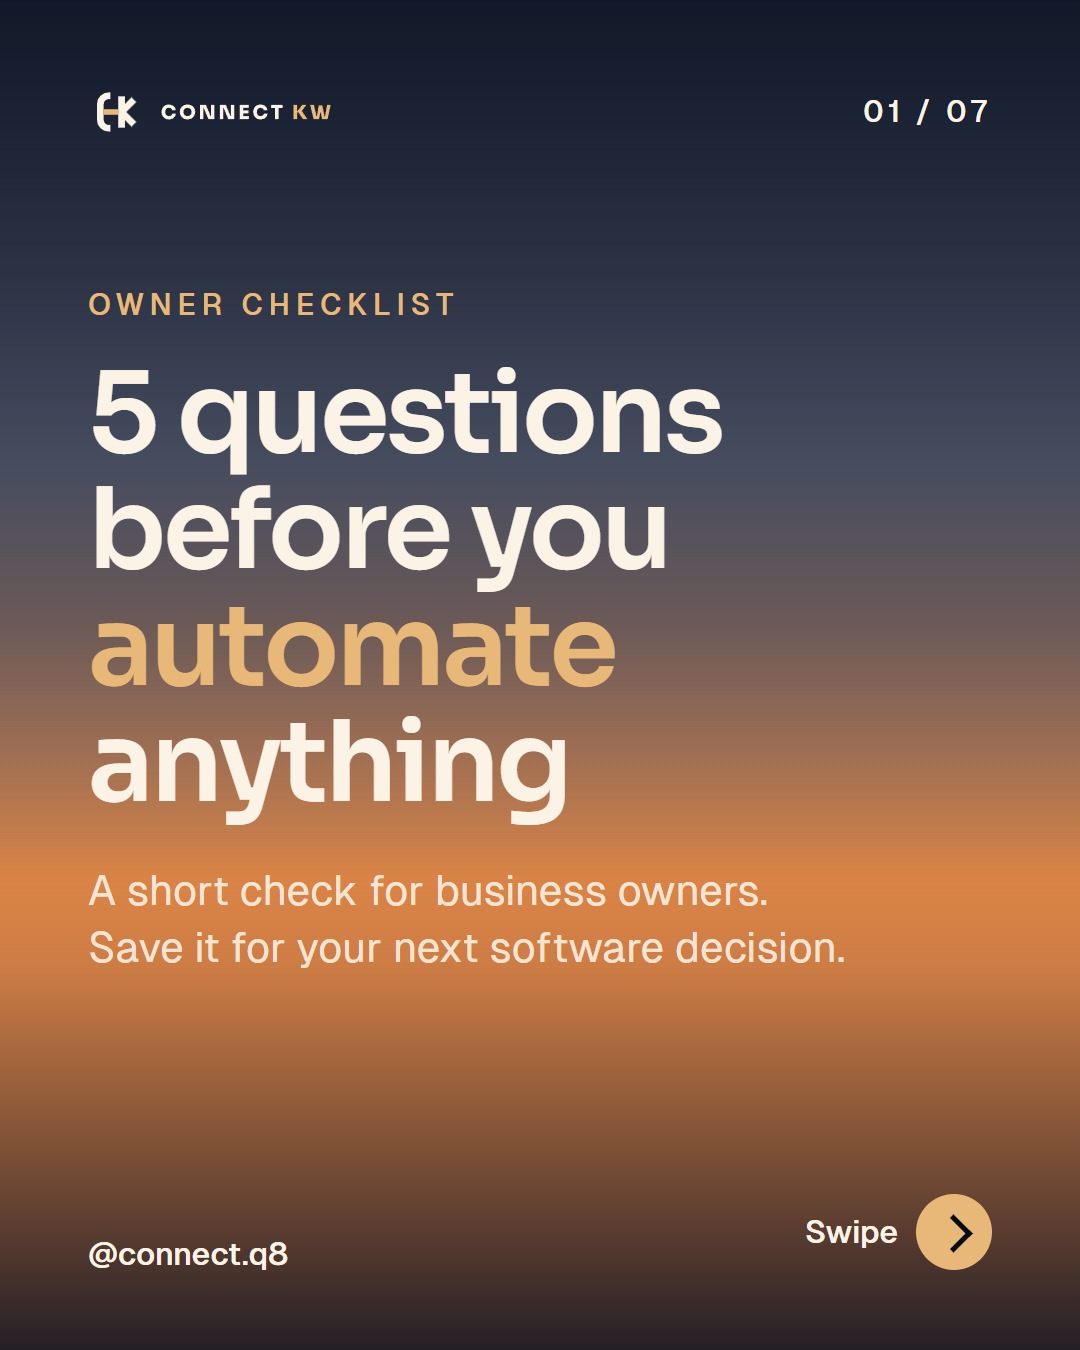 CONNECT KW
01 / 07
OWNER CHECKLIST
5 questions
before you
automate
anything
A short check for business owners.
Save it for your next software decision.
Swipe
@connect.q8